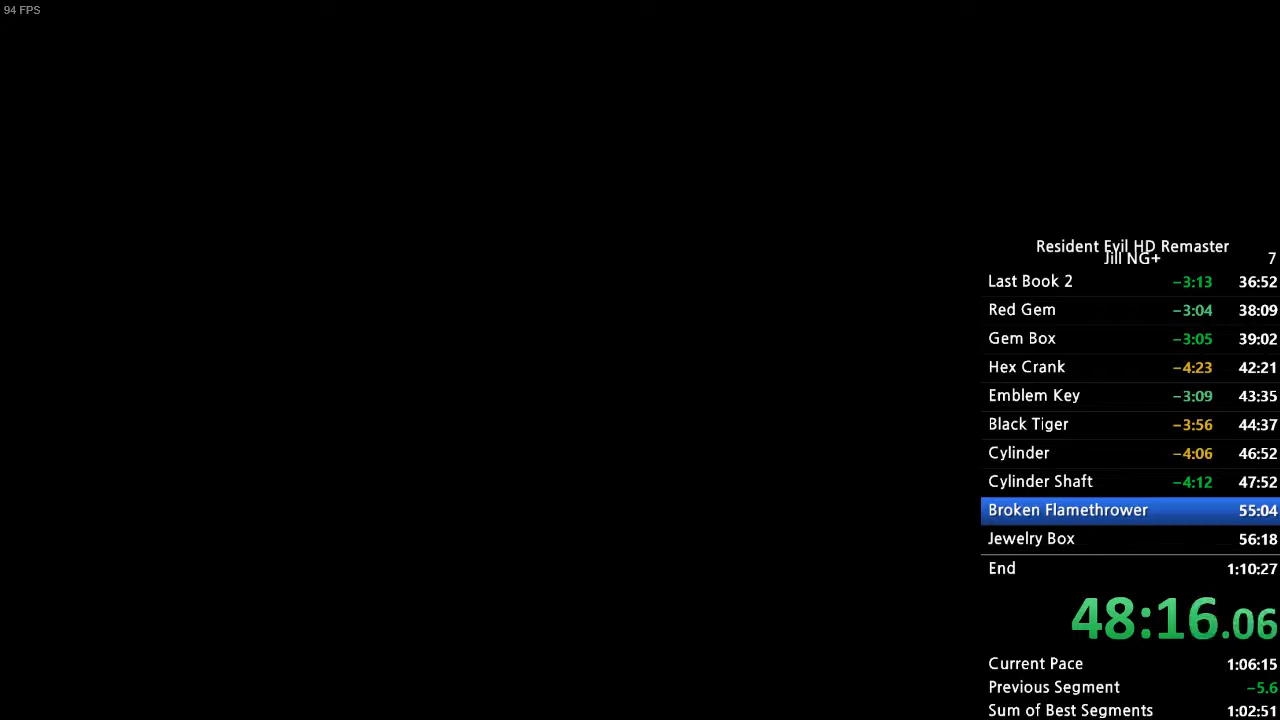 94 FPS
Resident Evil HD Remaster
Jill NG+ 7
Last Book 2 −3:13 36:52
Red Gem −3:04 38:09
Gem Box −3:05 39:02
Hex Crank −4:23 42:21
Emblem Key −3:09 43:35
Black Tiger −3:56 44:37
Cylinder −4:06 46:52
Cylinder Shaft −4:12 47:52
Broken Flamethrower 55:04
Jewelry Box 56:18
End 1:10:27
48:16.06
Current Pace 1:06:15
Previous Segment −5.6
Sum of Best Segments 1:02:51